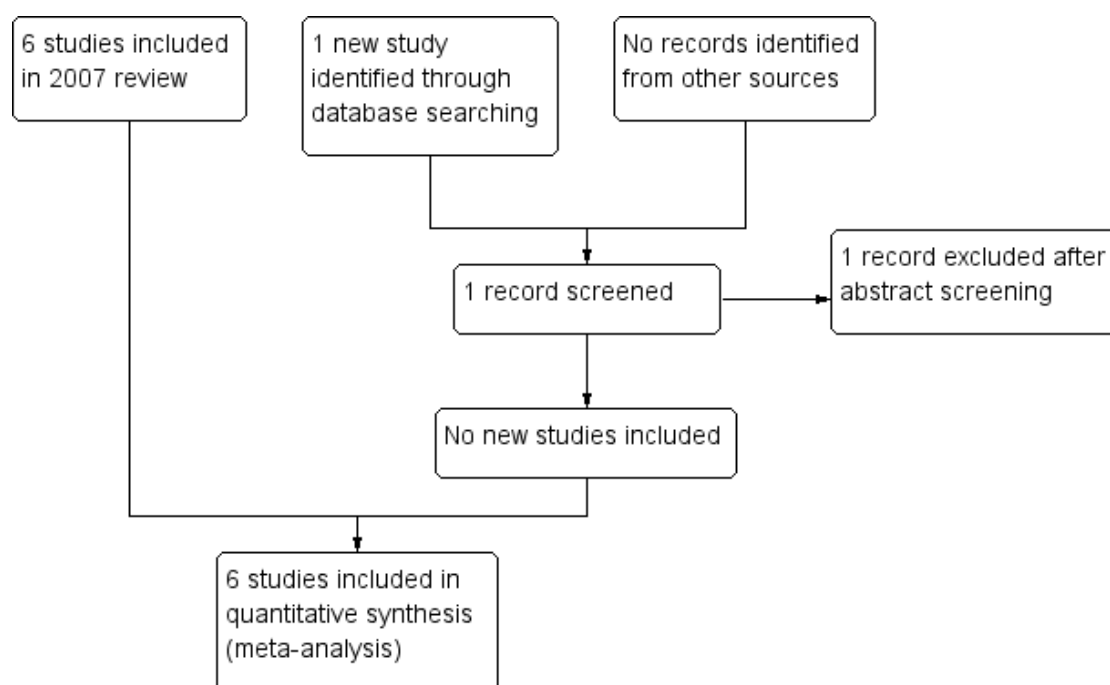 6 studies included
in 2007 review
1 new study
identified through
database searching
No records identified
from other sources
1 record screened
1 record excluded after
abstract screening
No new studies included
6 studies included in
quantitative synthesis
(meta-analysis)